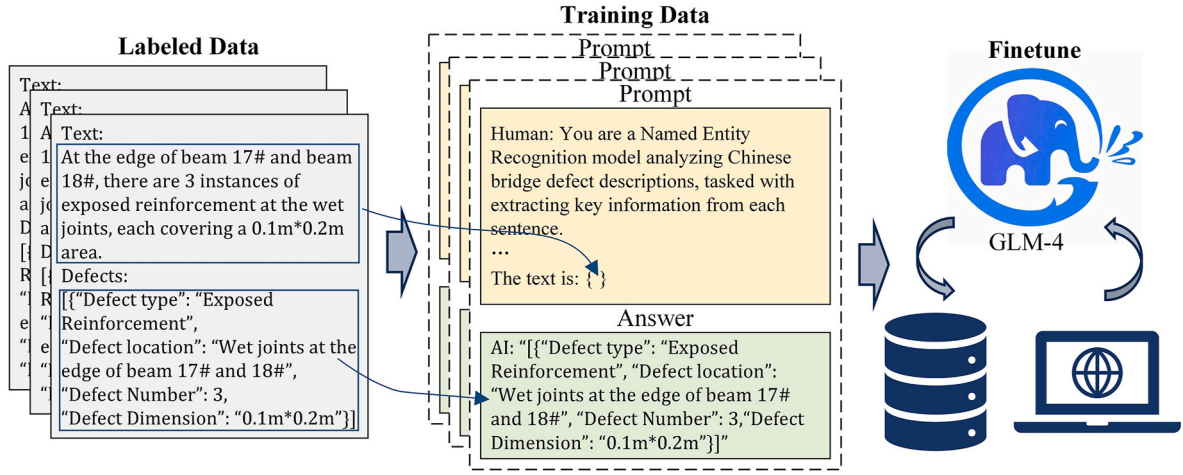 Labeled Data
Text:
A
1
e
jo
a
D
[{
R
“
e
“
“
Text:
A
1
e
jo
a
D
[{
R
“
e
“
“
Text:
At the edge of beam 17# and beam
18#, there are 3 instances of
exposed reinforcement at the wet
joints, each covering a 0.1m*0.2m
area.
Defects:
[{“Defect type”: “Exposed
Reinforcement”,
“Defect location”: “Wet joints at the
edge of beam 17# and 18#”,
“Defect Number”: 3,
“Defect Dimension”: “0.1m*0.2m”}]
Training Data
Prompt
Prompt
Prompt
Human: You are a Named Entity
Recognition model analyzing Chinese
bridge defect descriptions, tasked with
extracting key information from each
sentence.
...
The text is: { }
Answer
AI: “[{“Defect type”: “Exposed
Reinforcement”, “Defect location”:
“Wet joints at the edge of beam 17#
and 18#”, “Defect Number”: 3,“Defect
Dimension”: “0.1m*0.2m”}]”
Finetune
GLM-4